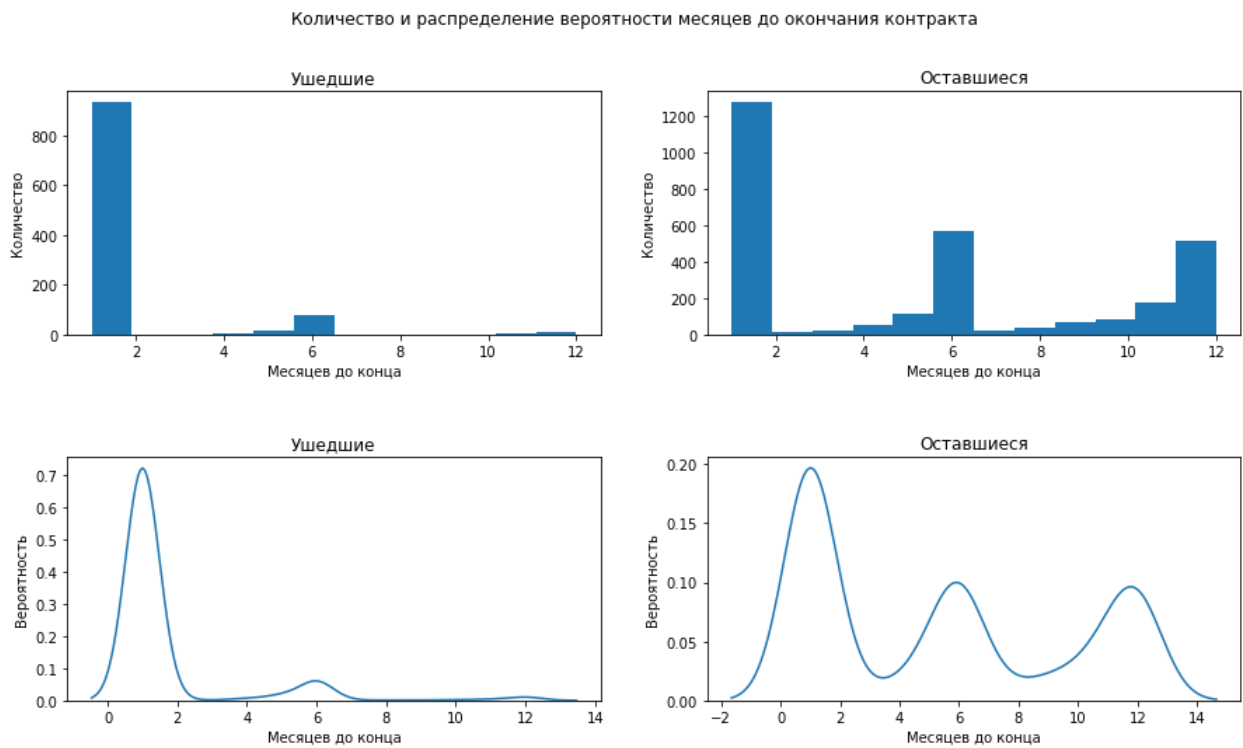 Количество и распределение вероятности месяцев до окончания контракта
Ушедшие
Количество
800
600
400
200
0
2 4 6 8 10 12
Месяцев до конца
Оставшиеся
Количество
1200
1000
800
600
400
200
0
2 4 6 8 10 12
Месяцев до конца
Ушедшие
Вероятность
0.7
0.6
0.5
0.4
0.3
0.2
0.1
0.0
0 2 4 6 8 10 12 14
Месяцев до конца
Оставшиеся
Вероятность
0.20
0.15
0.10
0.05
0.00
−2 0 2 4 6 8 10 12 14
Месяцев до конца